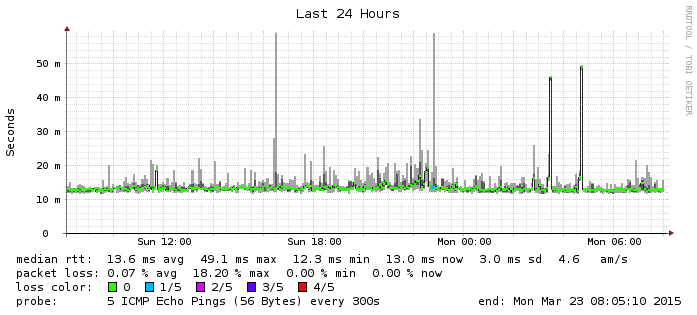 Last 24 Hours
RRDTOOL / TOBI OETIKER
Seconds
50 m
40 m
30 m
20 m
10 m
0
Sun 12:00 Sun 18:00 Mon 00:00 Mon 06:00
median rtt: 13.6 ms avg 49.1 ms max 12.3 ms min 13.0 ms now 3.0 ms sd 4.6 am/s
packet loss: 0.07 % avg 18.20 % max 0.00 % min 0.00 % now
loss color: 0 1/5 2/5 3/5 4/5
probe: 5 ICMP Echo Pings (56 Bytes) every 300s end: Mon Mar 23 08:05:10 2015